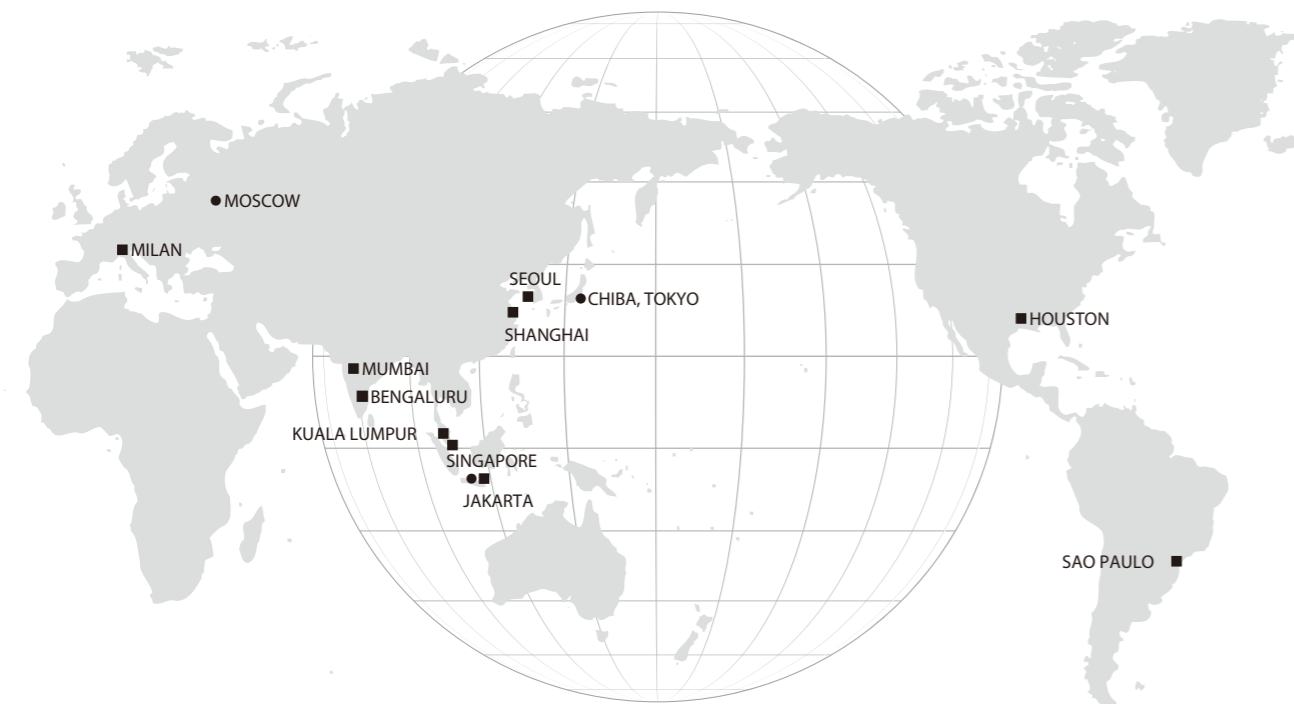 MOSCOW
MILAN
SEOUL
CHIBA, TOKYO
SHANGHAI
HOUSTON
MUMBAI
BENGALURU
KUALA LUMPUR
SINGAPORE
JAKARTA
SAO PAULO